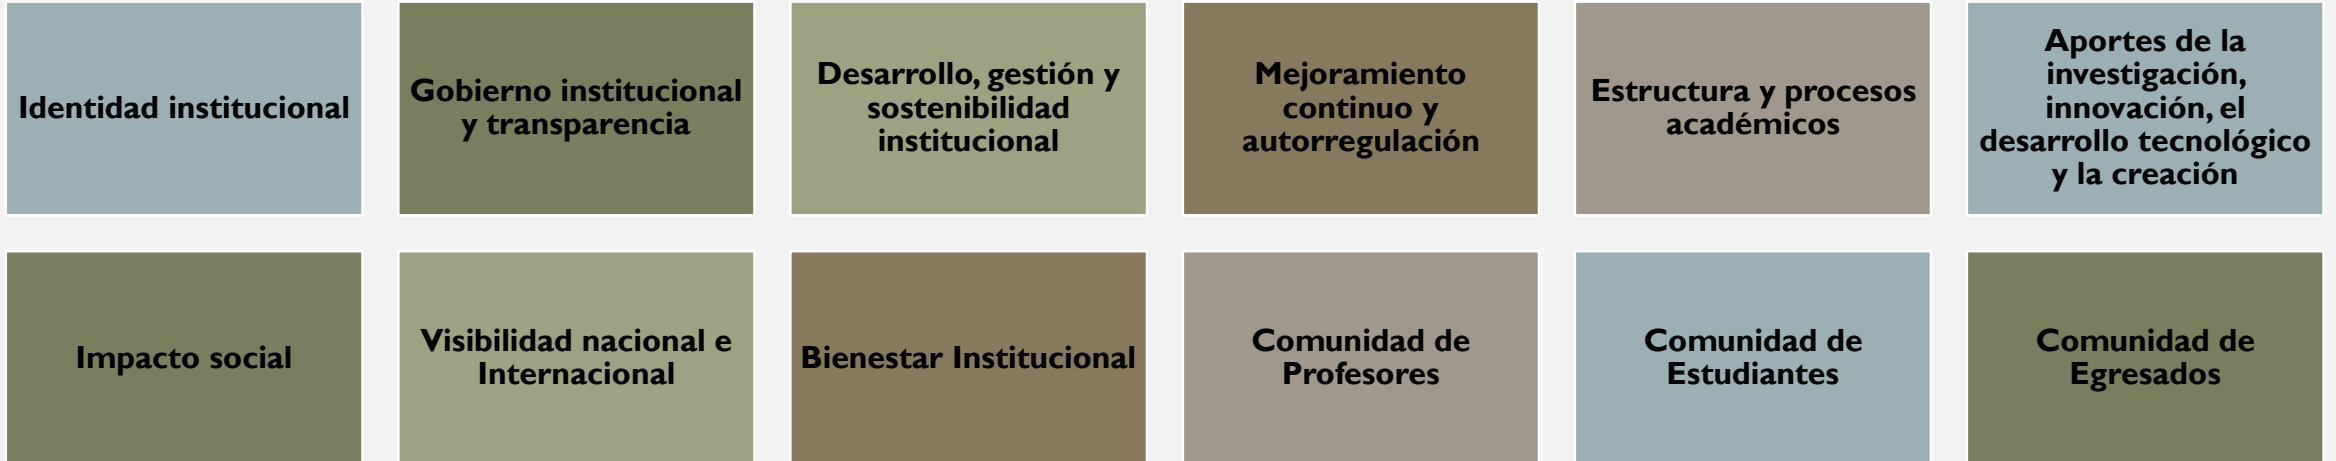 Identidad institucional
Gobierno institucional
y transparencia
Desarrollo, gestión y
sostenibilidad
institucional
Mejoramiento
continuo y
autorregulación
Estructura y procesos
académicos
Aportes de la
investigación,
innovación, el
desarrollo tecnológico
y la creación
Impacto social
Visibilidad nacional e
Internacional
Bienestar Institucional
Comunidad de
Profesores
Comunidad de
Estudiantes
Comunidad de
Egresados